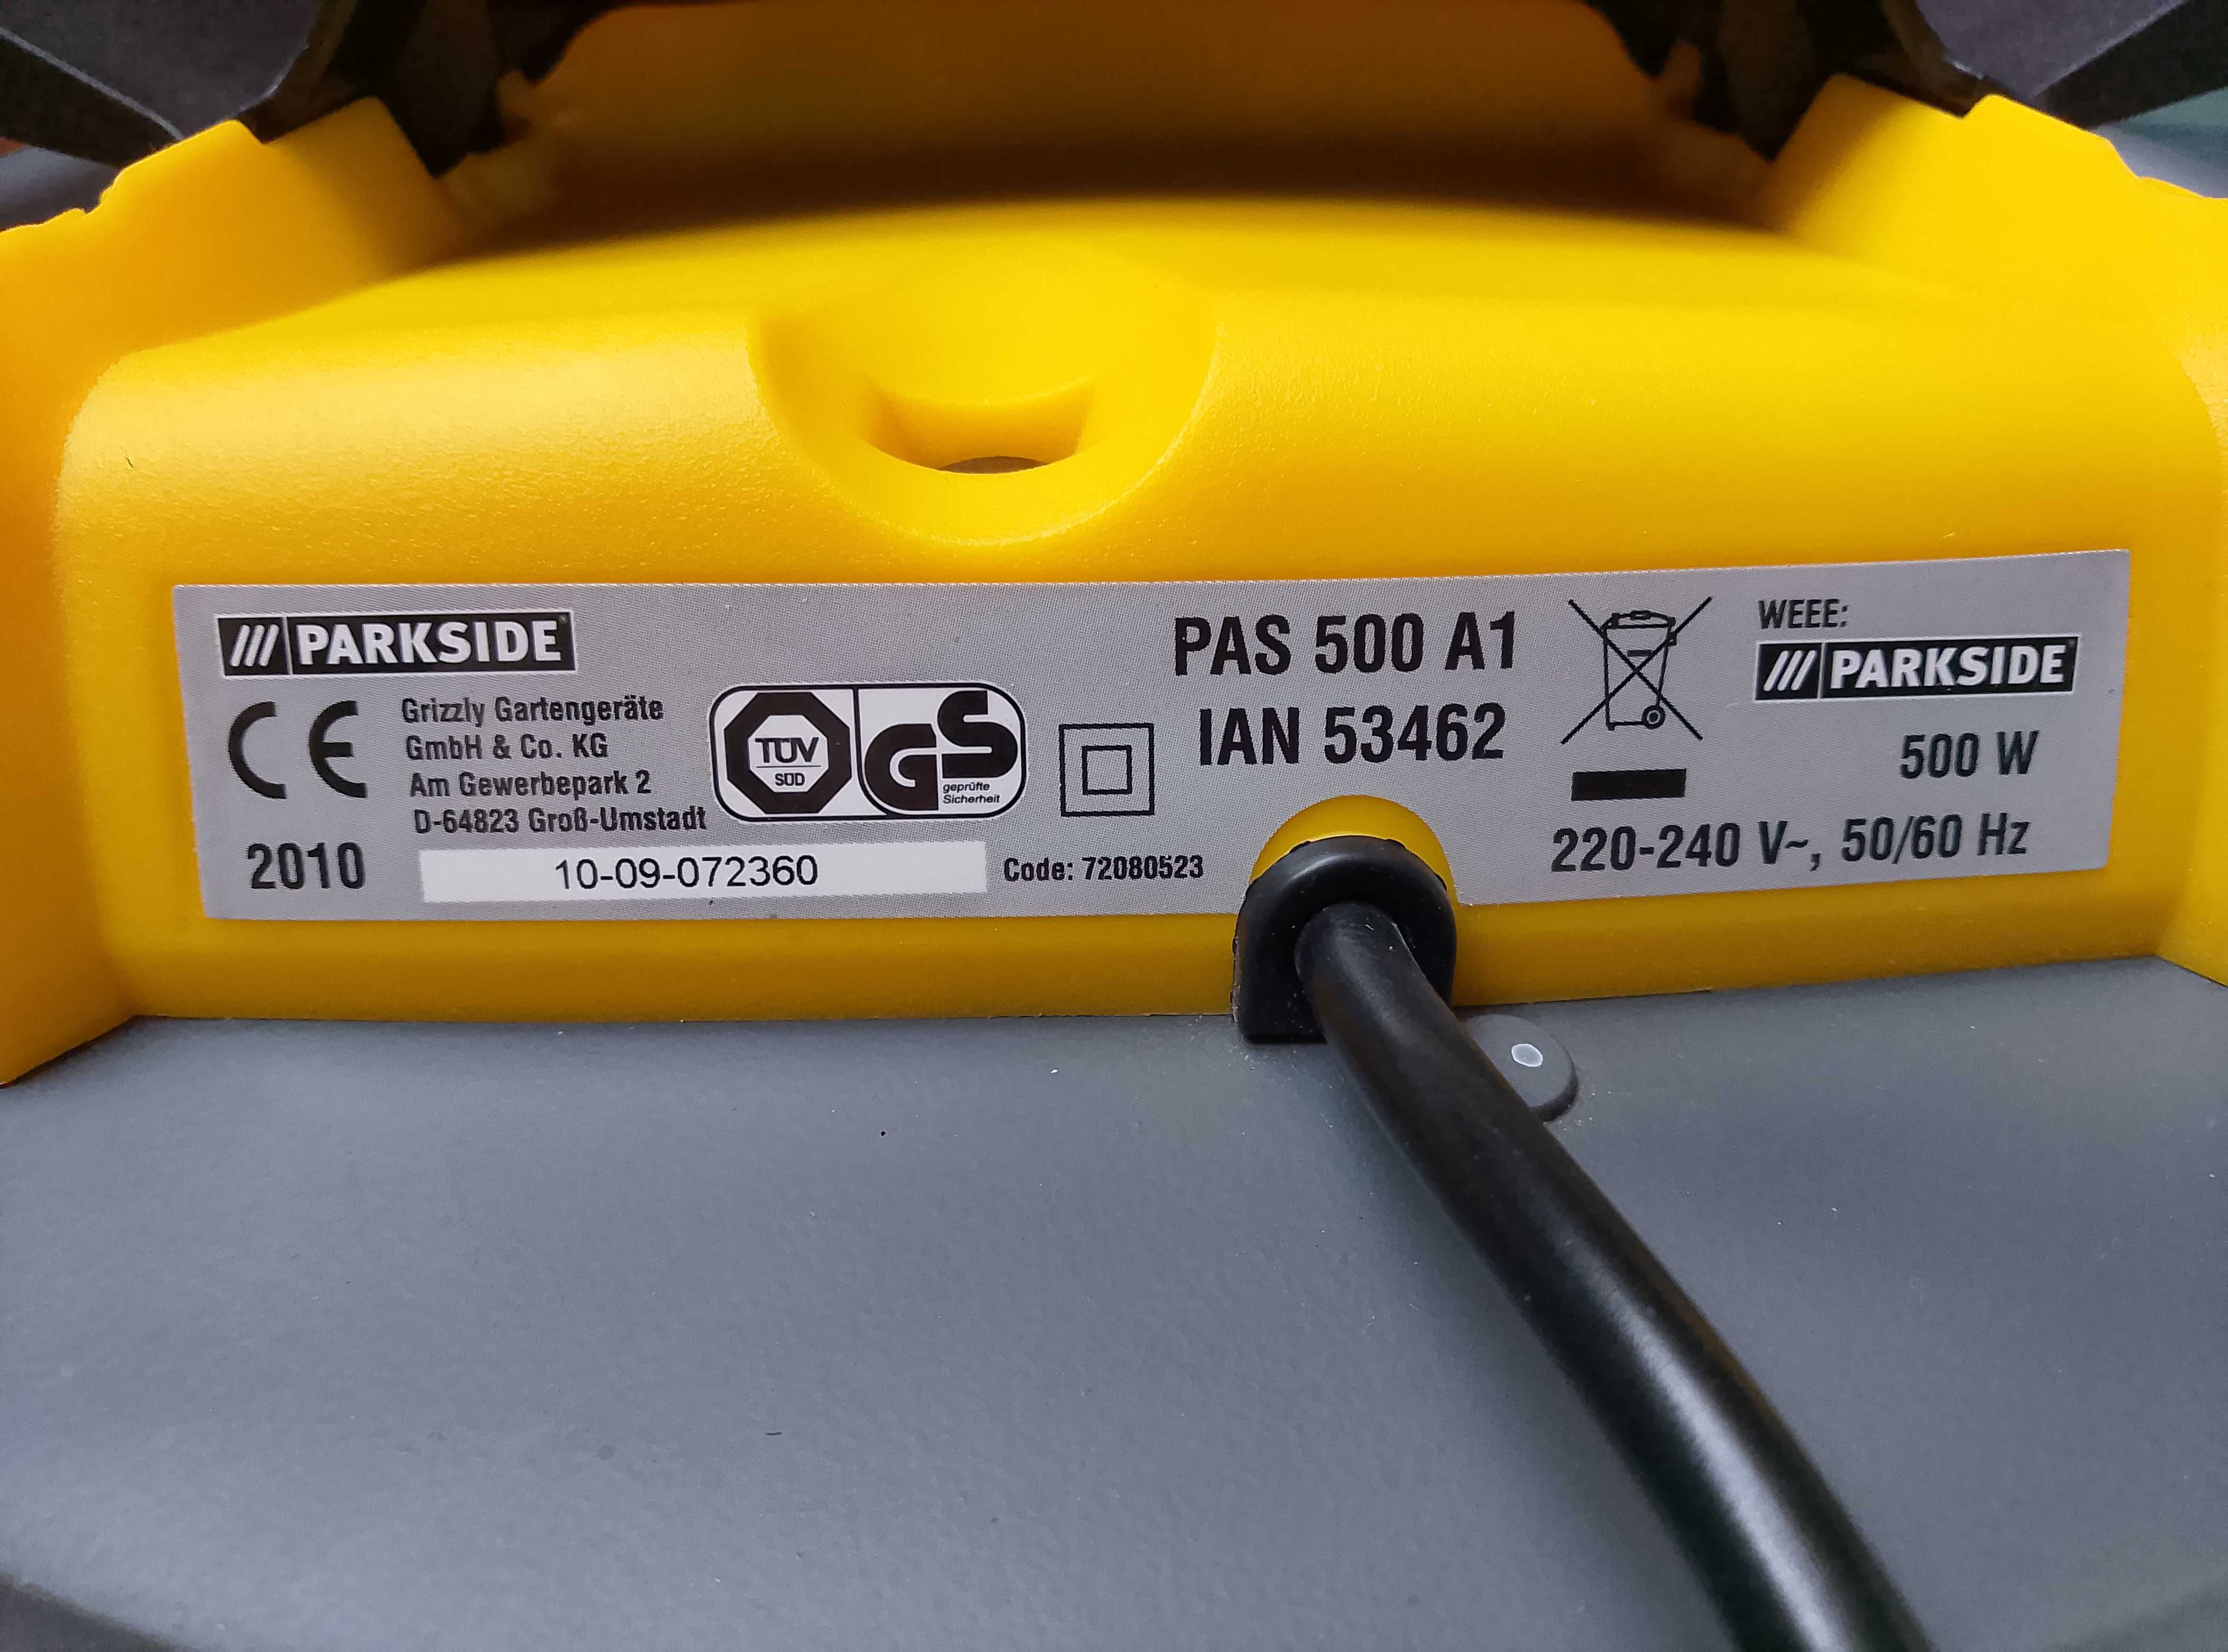 /// PARKSIDE®
CE
Grizzly Gartengeräte
GmbH & Co. KG
Am Gewerbepark 2
D-64823 Groß-Umstadt
2010
10-09-072360
TÜV
SÜD
GS
geprüfte
Sicherheit
Code: 72080523
PAS 500 A1
IAN 53462
WEEE:
/// PARKSIDE
500 W
220-240 V~, 50/60 Hz